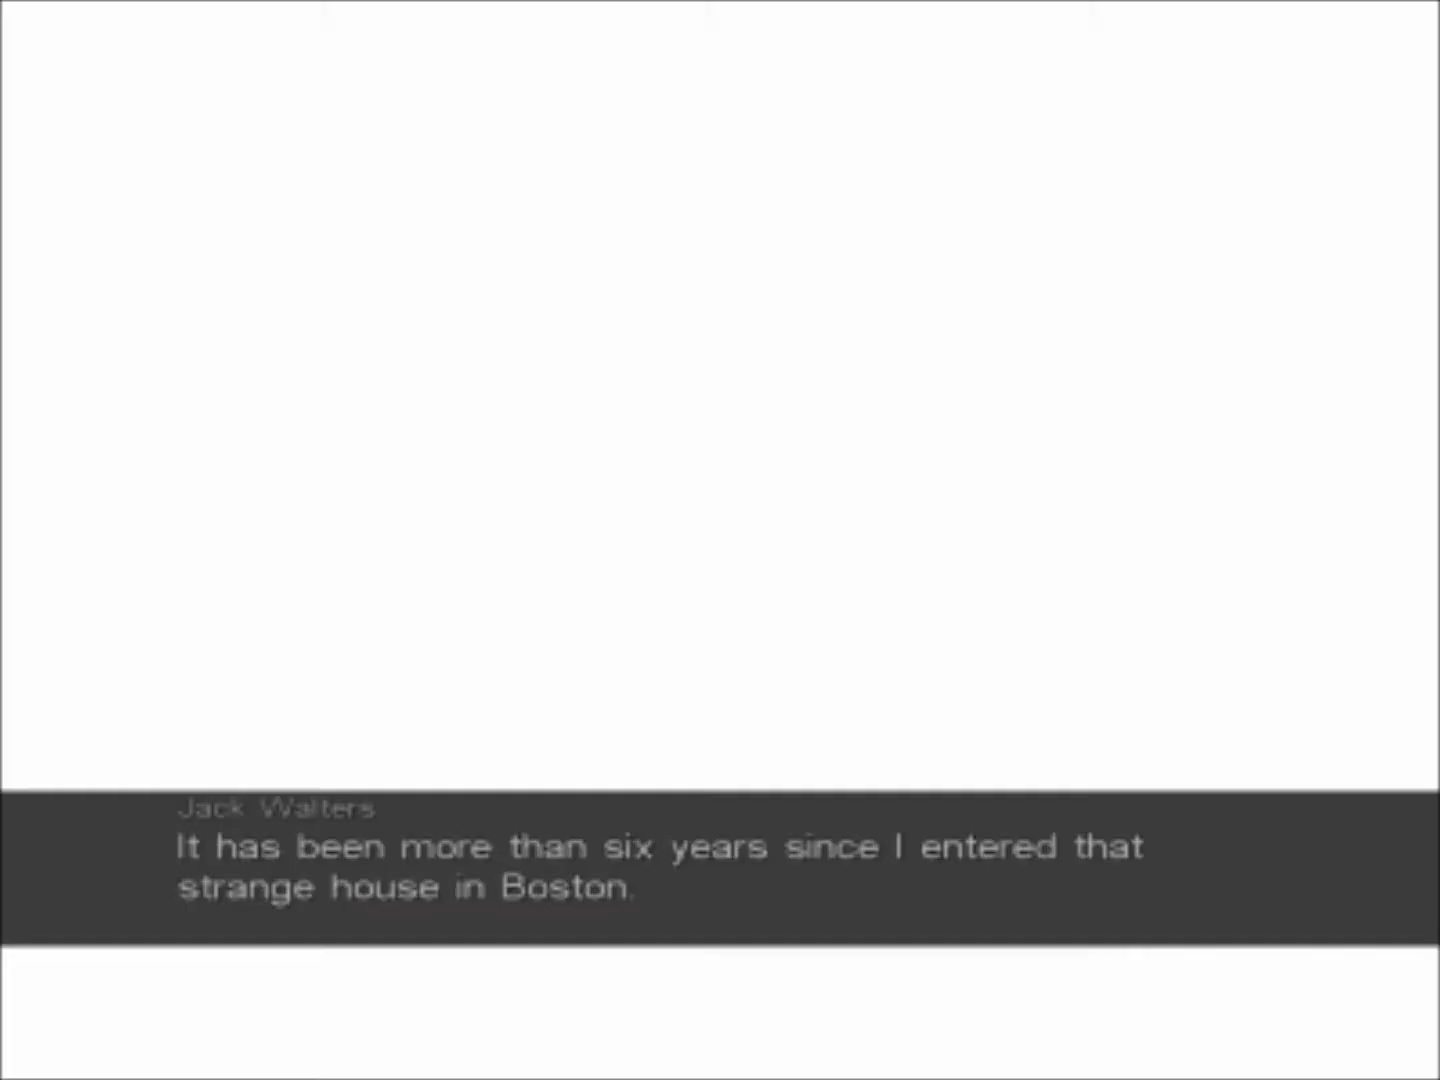 Jack Walters
It has been more than six years since I entered that
strange house in Boston.